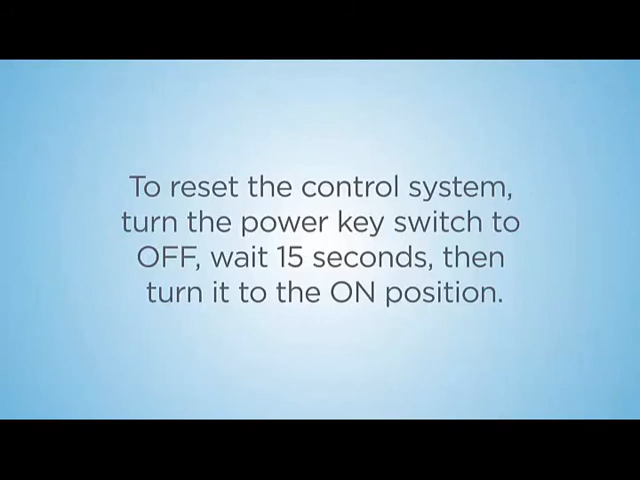 To reset the control system,
turn the power key switch to
OFF, wait 15 seconds, then
turn it to the ON position.